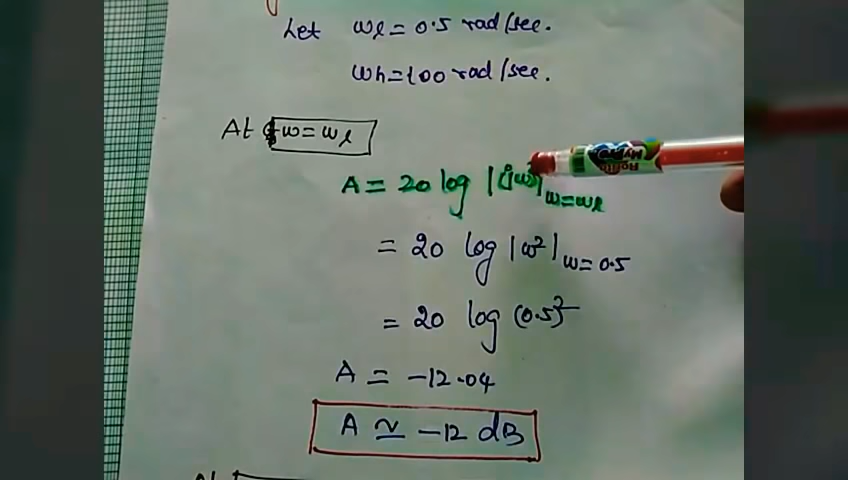 Let ωl = 0.5 rad/sec.
ωh = 100 rad/sec.
At ω = ωl
A = 20 log |(jω)²| ω=ωl
= 20 log |ω²| ω=0.5
= 20 log (0.5)²
A = -12.04
A ≃ -12 dB